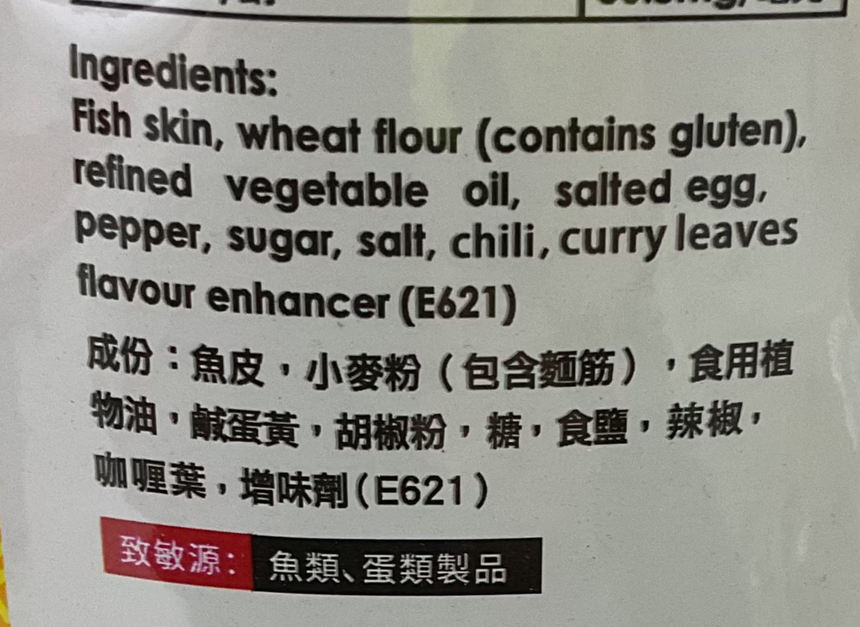 Ingredients:
Fish skin, wheat flour (contains gluten),
refined vegetable oil, salted egg,
pepper, sugar, salt, chili, curry leaves
flavour enhancer (E621)
成份：魚皮，小麥粉（包含麵筋），食用植
物油，鹹蛋黃，胡椒粉，糖，食鹽，辣椒，
咖喱葉，增味劑(E621)
致敏源：魚類、蛋類製品